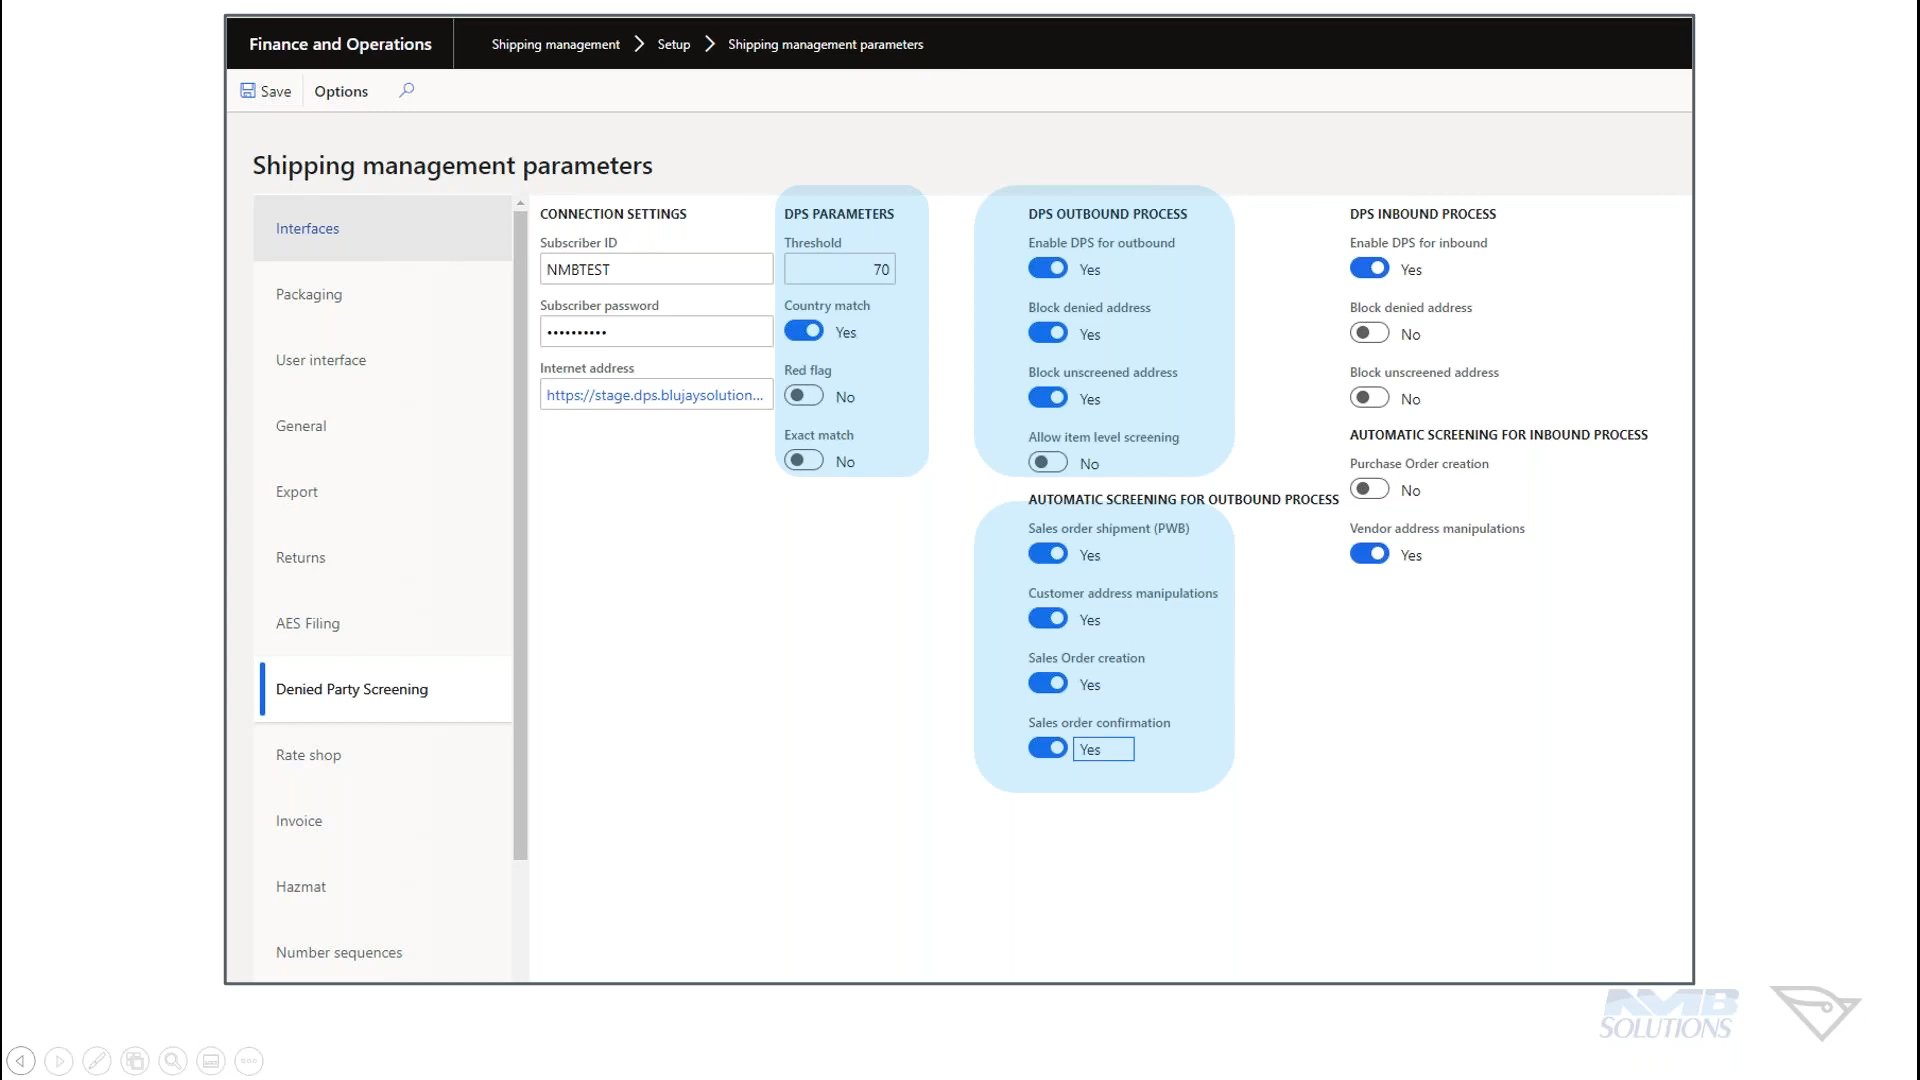 Finance and Operations
Shipping management
Setup
Shipping management parameters
Save
Options
Shipping management parameters
Interfaces
Packaging
User interface
General
Export
Returns
AES Filing
Denied Party Screening
Rate shop
Invoice
Hazmat
Number sequences
CONNECTION SETTINGS
Subscriber ID
NMBTEST
Subscriber password
••••••••••
Internet address
https://stage.dps.blujaysolution...
DPS PARAMETERS
Threshold
70
Country match
Yes
Red flag
No
Exact match
No
DPS OUTBOUND PROCESS
Enable DPS for outbound
Yes
Block denied address
Yes
Block unscreened address
Yes
Allow item level screening
No
AUTOMATIC SCREENING FOR OUTBOUND PROCESS
Sales order shipment (PWB)
Yes
Customer address manipulations
Yes
Sales Order creation
Yes
Sales order confirmation
Yes
DPS INBOUND PROCESS
Enable DPS for inbound
Yes
Block denied address
No
Block unscreened address
No
AUTOMATIC SCREENING FOR INBOUND PROCESS
Purchase Order creation
No
Vendor address manipulations
Yes
NMB
SOLUTIONS